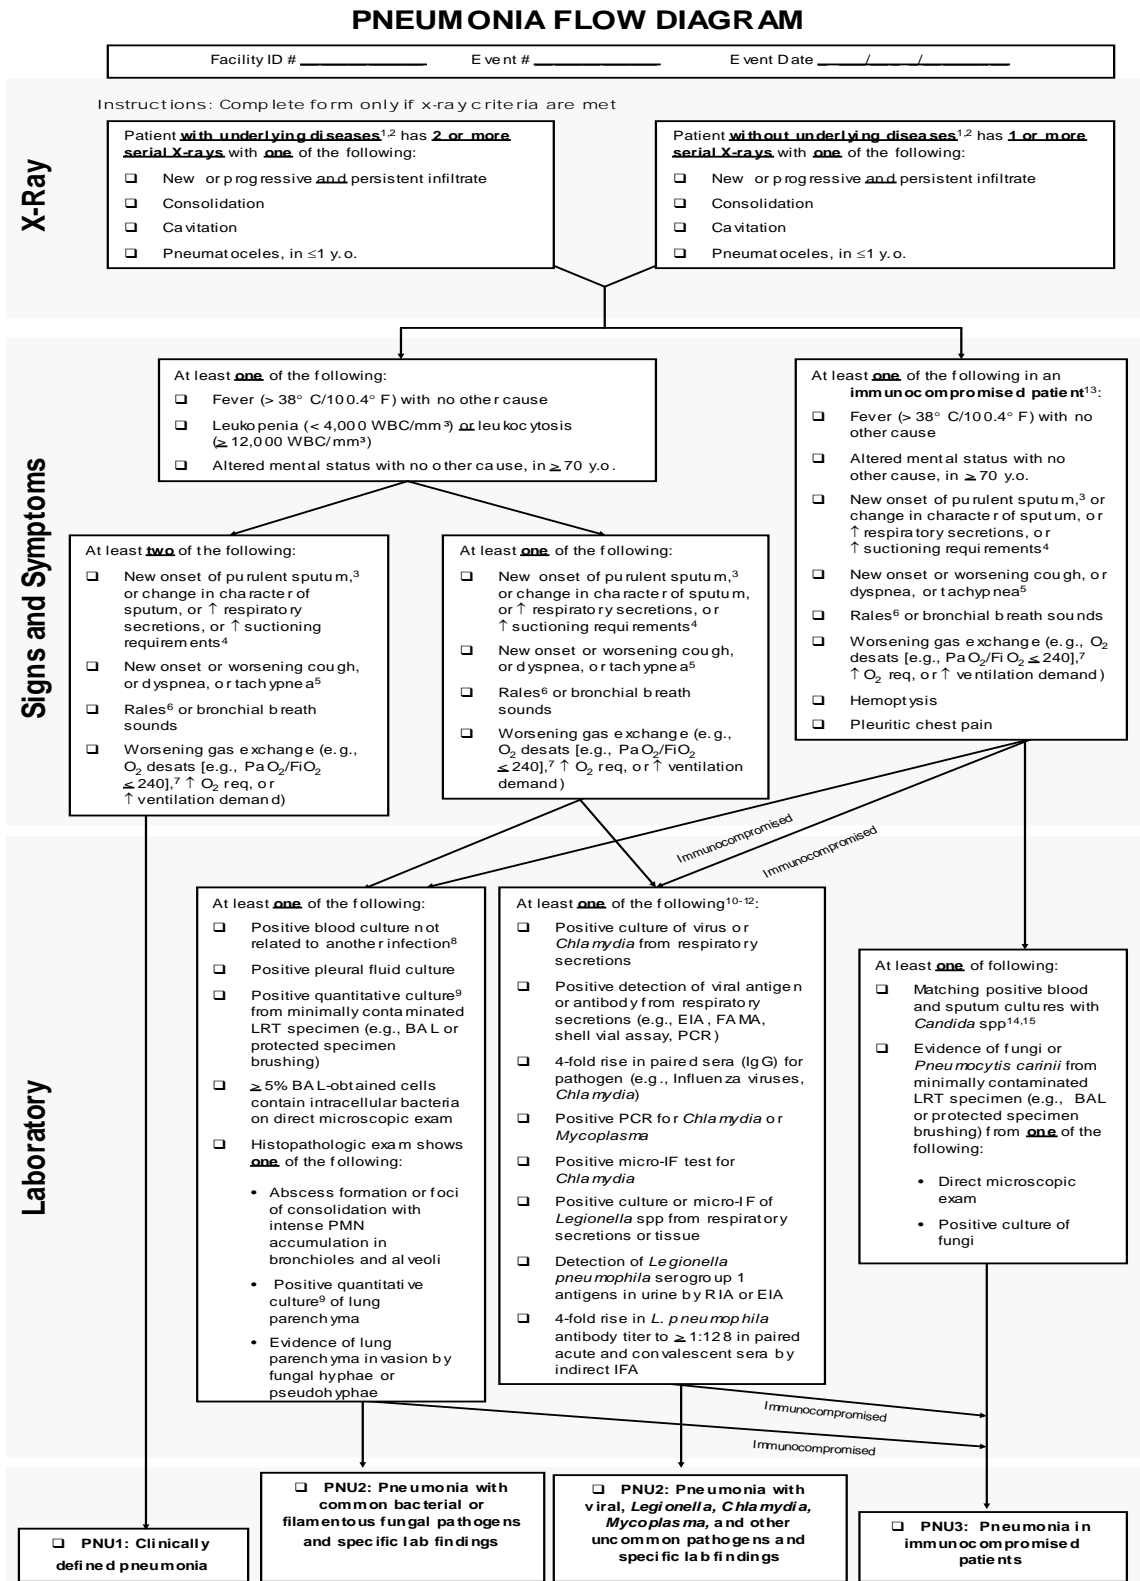 PNEUMONIA FLOW DIAGRAM
Facility ID # _____________ Event # _____________ Event Date _____/_____/_________
Instructions: Complete form only if x-ray criteria are met
X-Ray
Patient with underlying diseases1,2 has 2 or more
serial X-rays with one of the following:
❑ New or progressive and persistent infiltrate
❑ Consolidation
❑ Cavitation
❑ Pneumatoceles, in ≤1 y.o.
Patient without underlying diseases1,2 has 1 or more
serial X-rays with one of the following:
❑ New or progressive and persistent infiltrate
❑ Consolidation
❑ Cavitation
❑ Pneumatoceles, in ≤1 y.o.
Signs and Symptoms
At least one of the following:
❑ Fever (> 38° C/100.4° F) with no other cause
❑ Leukopenia (< 4,000 WBC/mm³) or leukocytosis
(≥ 12,000 WBC/mm³)
❑ Altered mental status with no other cause, in ≥ 70 y.o.
At least one of the following in an
immunocompromised patient13:
❑ Fever (> 38° C/100.4° F) with no
other cause
❑ Altered mental status with no
other cause, in ≥ 70 y.o.
❑ New onset of purulent sputum,3 or
change in character of sputum, or
↑ respiratory secretions, or
↑ suctioning requirements4
❑ New onset or worsening cough, or
dyspnea, or tachypnea5
❑ Rales6 or bronchial breath sounds
❑ Worsening gas exchange (e.g., O2
desats [e.g., PaO2/FiO2 ≤ 240],7
↑ O2 req, or ↑ ventilation demand)
❑ Hemoptysis
❑ Pleuritic chest pain
At least two of the following:
❑ New onset of purulent sputum,3
or change in character of
sputum, or ↑ respiratory
secretions, or ↑ suctioning
requirements4
❑ New onset or worsening cough,
or dyspnea, or tachypnea5
❑ Rales6 or bronchial breath
sounds
❑ Worsening gas exchange (e.g.,
O2 desats [e.g., PaO2/FiO2
≤ 240],7 ↑ O2 req, or
↑ ventilation demand)
At least one of the following:
❑ New onset of purulent sputum,3
or change in character of sputum,
or ↑ respiratory secretions, or
↑ suctioning requirements4
❑ New onset or worsening cough,
or dyspnea, or tachypnea5
❑ Rales6 or bronchial breath
sounds
❑ Worsening gas exchange (e.g.,
O2 desats [e.g., PaO2/FiO2
≤ 240],7 ↑ O2 req, or ↑ ventilation
demand)
Immunocompromised
Immunocompromised
Laboratory
At least one of the following:
❑ Positive blood culture not
related to another infection8
❑ Positive pleural fluid culture
❑ Positive quantitative culture9
from minimally contaminated
LRT specimen (e.g., BAL or
protected specimen
brushing)
❑ ≥ 5% BAL-obtained cells
contain intracellular bacteria
on direct microscopic exam
❑ Histopathologic exam shows
one of the following:
• Abscess formation or foci
of consolidation with
intense PMN
accumulation in
bronchioles and alveoli
• Positive quantitative
culture9 of lung
parenchyma
• Evidence of lung
parenchyma invasion by
fungal hyphae or
pseudohyphae
At least one of the following10-12:
❑ Positive culture of virus or
Chlamydia from respiratory
secretions
❑ Positive detection of viral antigen
or antibody from respiratory
secretions (e.g., EIA, FAMA,
shell vial assay, PCR)
❑ 4-fold rise in paired sera (IgG) for
pathogen (e.g., Influenza viruses,
Chlamydia)
❑ Positive PCR for Chlamydia or
Mycoplasma
❑ Positive micro-IF test for
Chlamydia
❑ Positive culture or micro-IF of
Legionella spp from respiratory
secretions or tissue
❑ Detection of Legionella
pneumophila serogroup 1
antigens in urine by RIA or EIA
❑ 4-fold rise in L. pneumophila
antibody titer to ≥ 1:128 in paired
acute and convalescent sera by
indirect IFA
At least one of following:
❑ Matching positive blood
and sputum cultures with
Candida spp14,15
❑ Evidence of fungi or
Pneumocytis carinii from
minimally contaminated
LRT specimen (e.g., BAL
or protected specimen
brushing) from one of the
following:
• Direct microscopic
exam
• Positive culture of
fungi
Immunocompromised
Immunocompromised
❑ PNU1: Clinically
defined pneumonia
❑ PNU2: Pneumonia with
common bacterial or
filamentous fungal pathogens
and specific lab findings
❑ PNU2: Pneumonia with
viral, Legionella, Chlamydia,
Mycoplasma, and other
uncommon pathogens and
specific lab findings
❑ PNU3: Pneumonia in
immunocompromised
patients